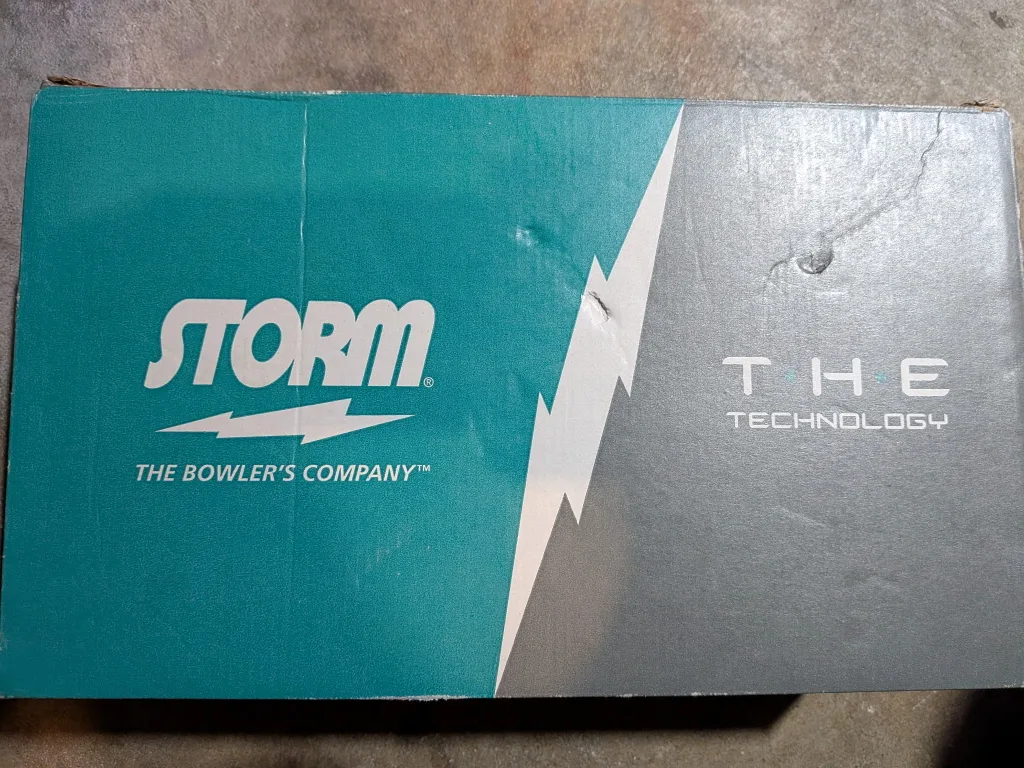 STORM®
THE BOWLER'S COMPANY™
T·H·E
TECHNOLOGY